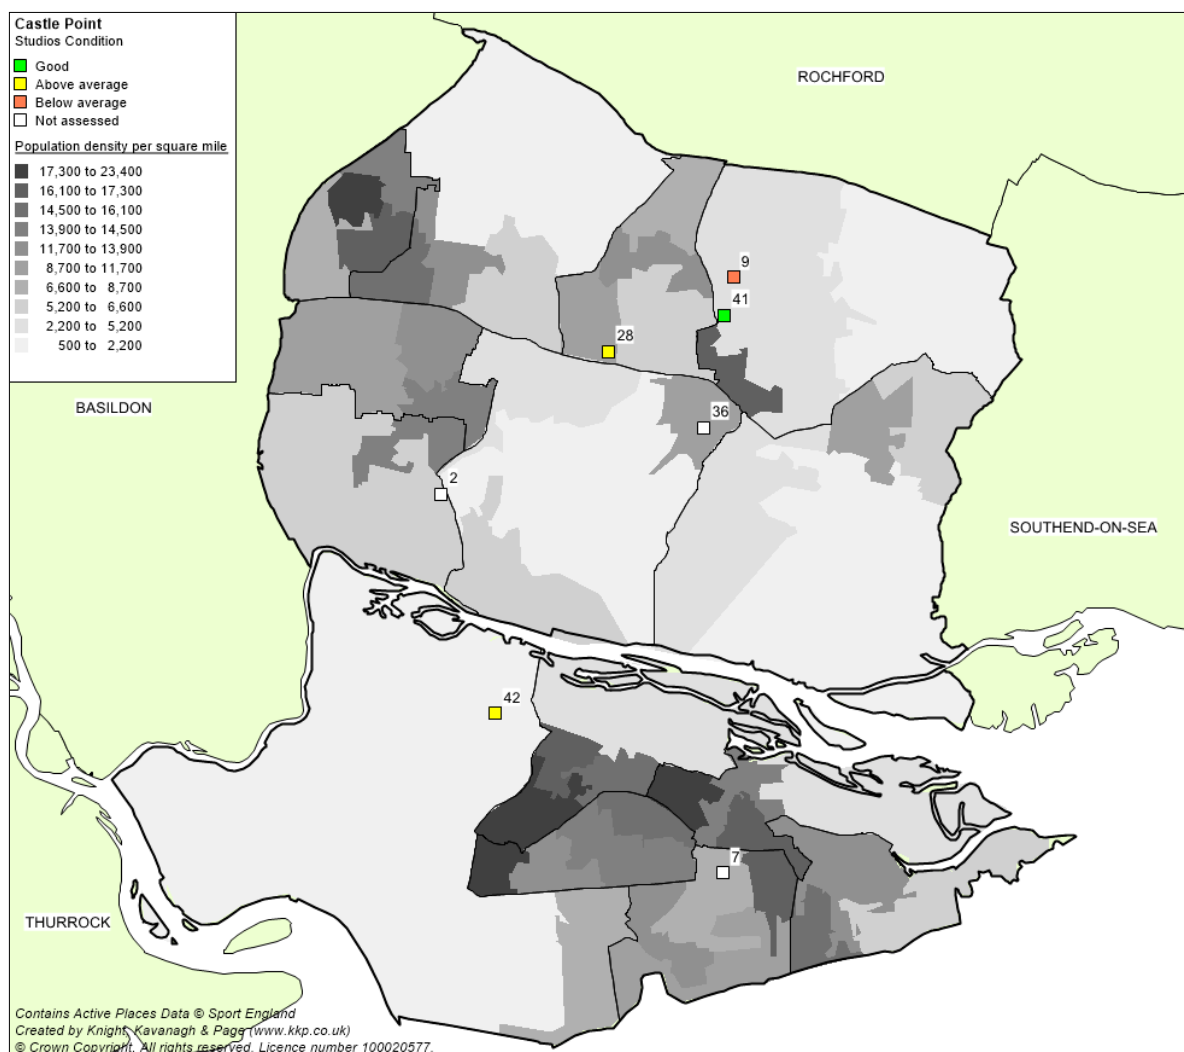 Castle Point
Studios Condition
Good
Above average
Below average
Not assessed
Population density per square mile
17,300 to 23,400
16,100 to 17,300
14,500 to 16,100
13,900 to 14,500
11,700 to 13,900
8,700 to 11,700
6,600 to 8,700
5,200 to 6,600
2,200 to 5,200
500 to 2,200
ROCHFORD
9
41
28
BASILDON
36
2
SOUTHEND-ON-SEA
42
7
THURROCK
Contains Active Places Data © Sport England
Created by Knight, Kavanagh & Page (www.kkp.co.uk)
© Crown Copyright. All rights reserved. Licence number 100020577.